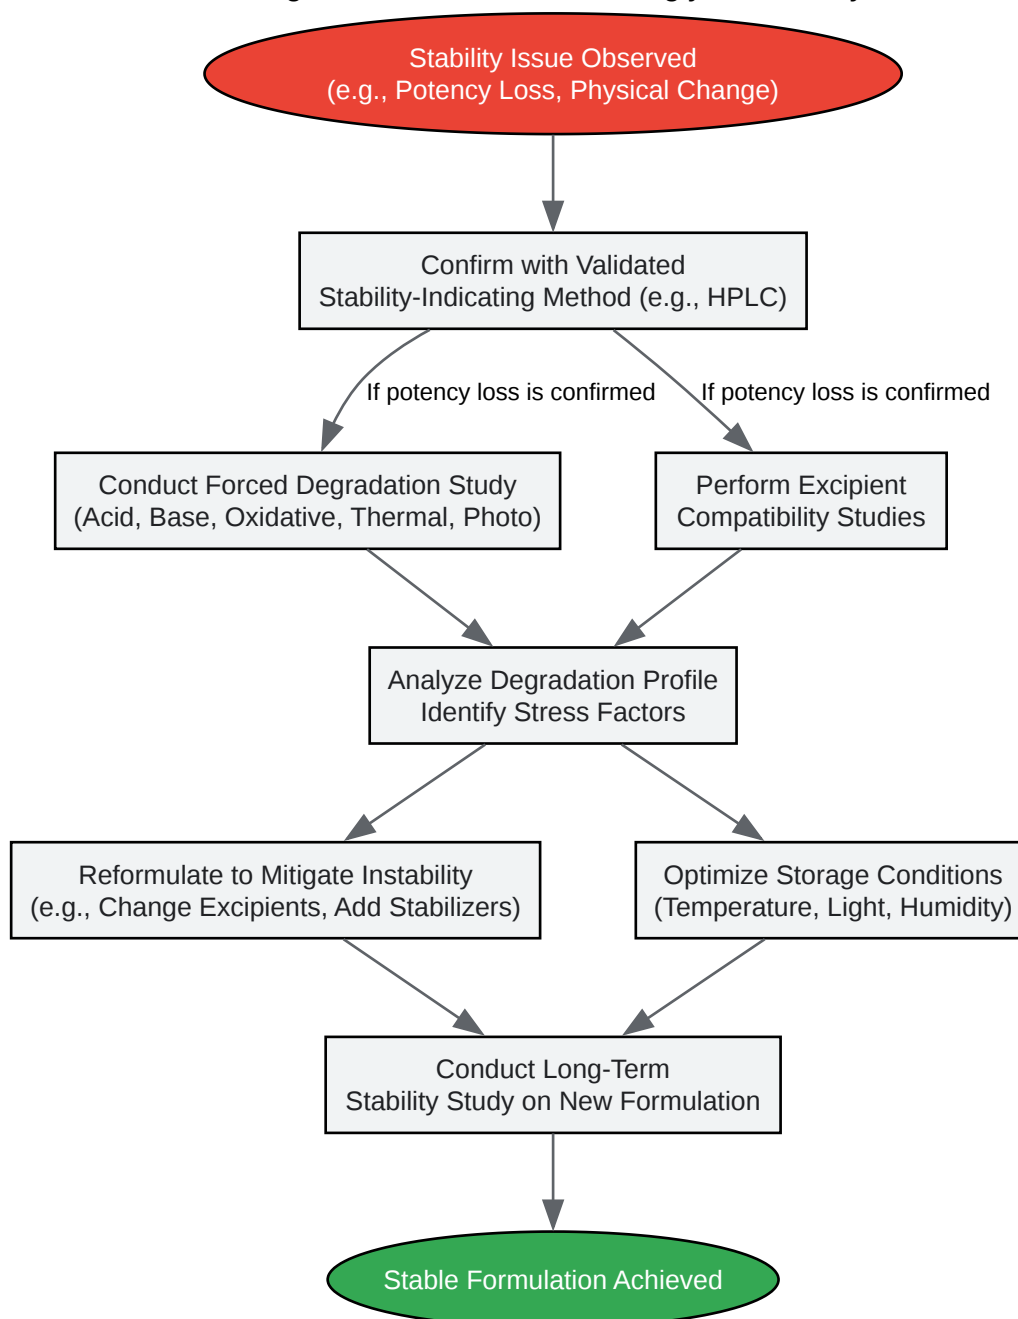 Stability Issue Observed
(e.g., Potency Loss, Physical Change)
Confirm with Validated
Stability-Indicating Method (e.g., HPLC)
If potency loss is confirmed
If potency loss is confirmed
Conduct Forced Degradation Study
(Acid, Base, Oxidative, Thermal, Photo)
Perform Excipient
Compatibility Studies
Analyze Degradation Profile
Identify Stress Factors
Reformulate to Mitigate Instability
(e.g., Change Excipients, Add Stabilizers)
Optimize Storage Conditions
(Temperature, Light, Humidity)
Conduct Long-Term
Stability Study on New Formulation
Stable Formulation Achieved